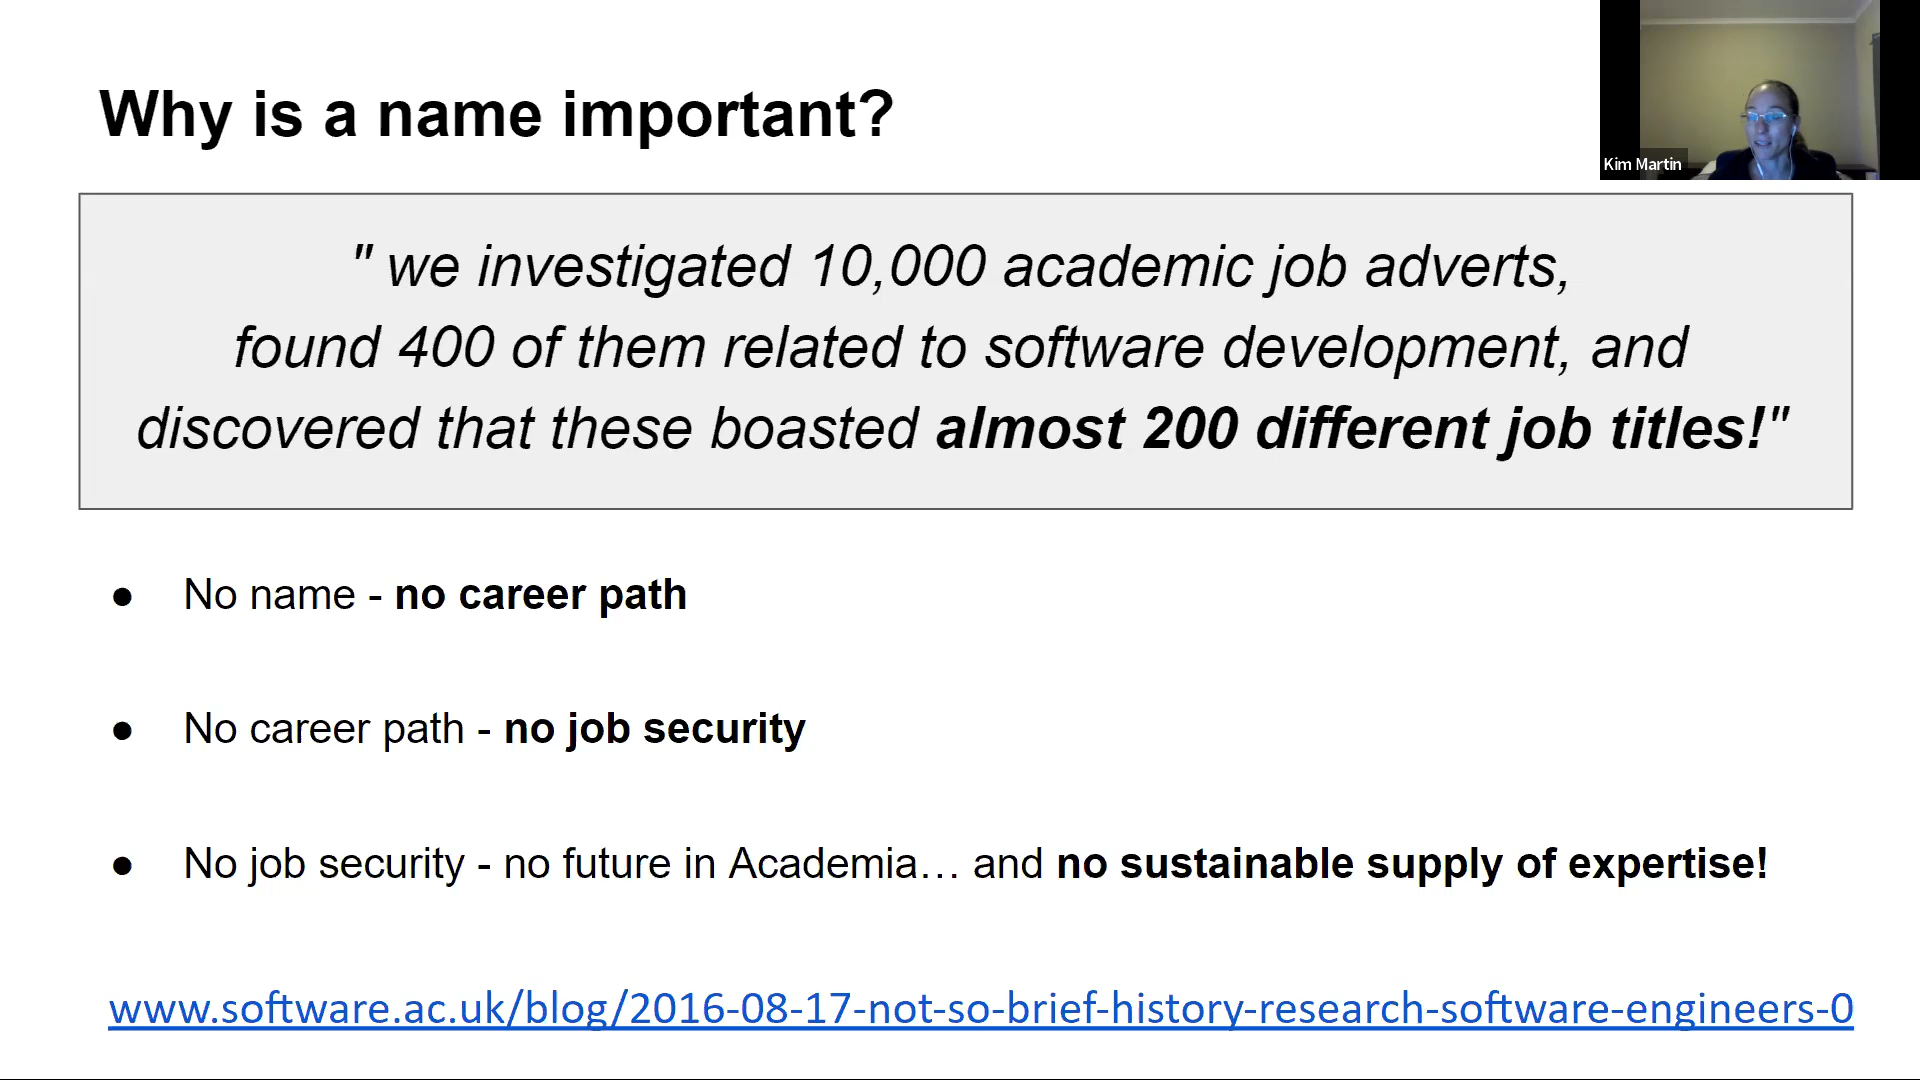 Why is a name important?
Kim Martin
" we investigated 10,000 academic job adverts,
found 400 of them related to software development, and
discovered that these boasted almost 200 different job titles!"
● No name - no career path
● No career path - no job security
● No job security - no future in Academia… and no sustainable supply of expertise!
www.software.ac.uk/blog/2016-08-17-not-so-brief-history-research-software-engineers-0